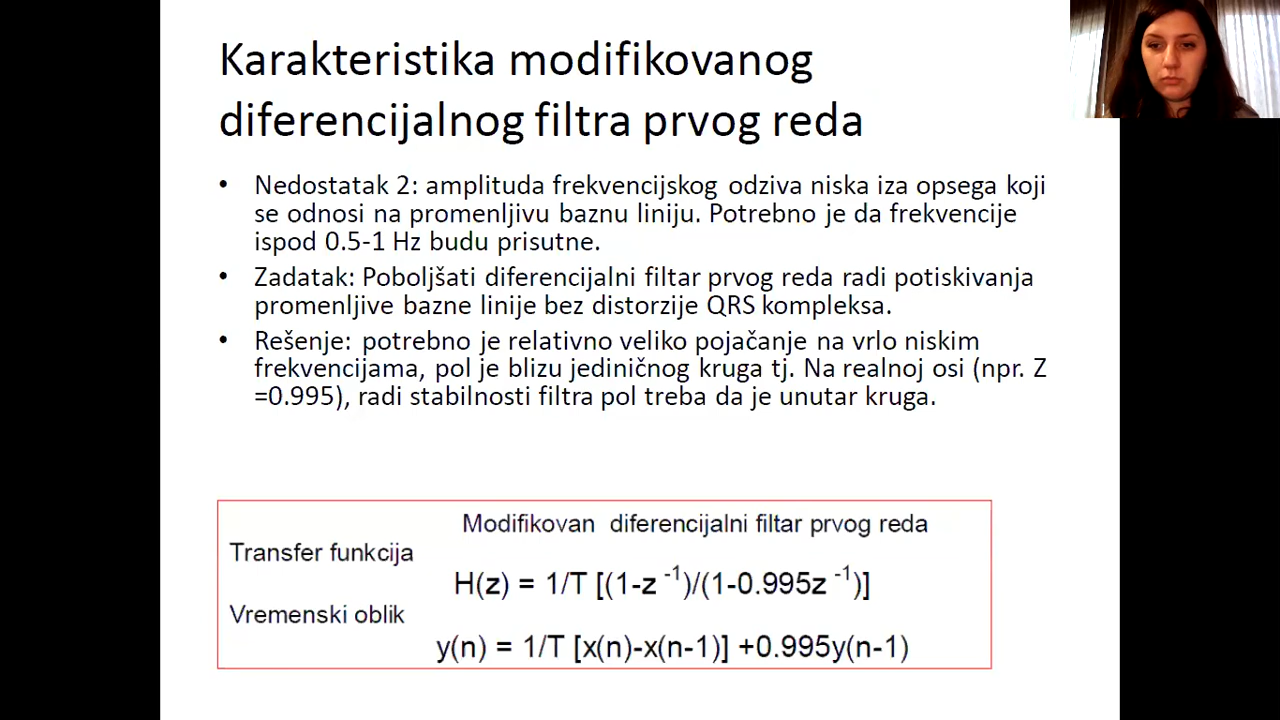 Karakteristika modifikovanog
diferencijalnog filtra prvog reda
• Nedostatak 2: amplituda frekvencijskog odziva niska iza opsega koji
se odnosi na promenljivu baznu liniju. Potrebno je da frekvencije
ispod 0.5-1 Hz budu prisutne.
• Zadatak: Poboljšati diferencijalni filtar prvog reda radi potiskivanja
promenljive bazne linije bez distorzije QRS kompleksa.
• Rešenje: potrebno je relativno veliko pojačanje na vrlo niskim
frekvencijama, pol je blizu jediničnog kruga tj. Na realnoj osi (npr. Z
=0.995), radi stabilnosti filtra pol treba da je unutar kruga.
Modifikovan diferencijalni filtar prvog reda
Transfer funkcija
H(z) = 1/T [(1-z⁻¹)/(1-0.995z⁻¹)]
Vremenski oblik
y(n) = 1/T [x(n)-x(n-1)] +0.995y(n-1)